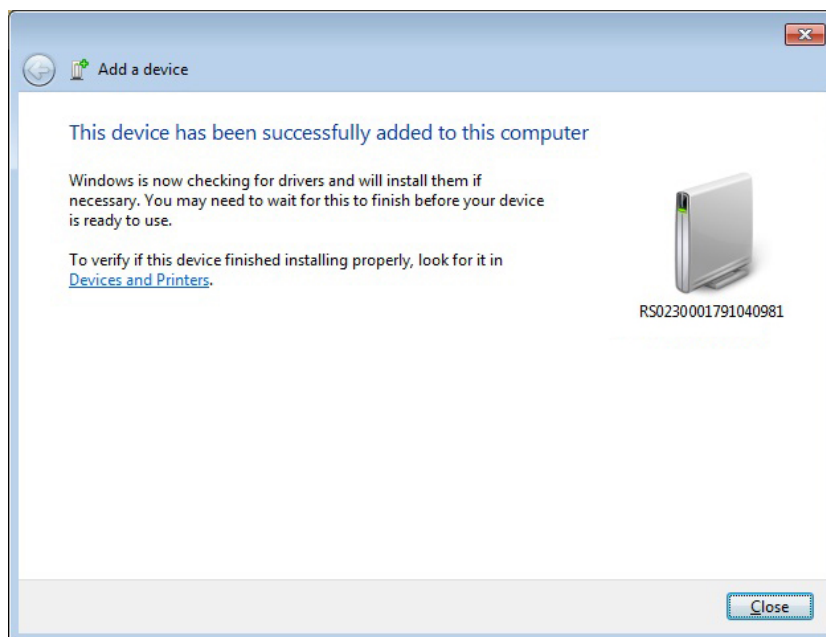 Add a device
This device has been successfully added to this computer
Windows is now checking for drivers and will install them if
necessary. You may need to wait for this to finish before your device
is ready to use.
To verify if this device finished installing properly, look for it in
Devices and Printers.
RS0230001791040981
Close